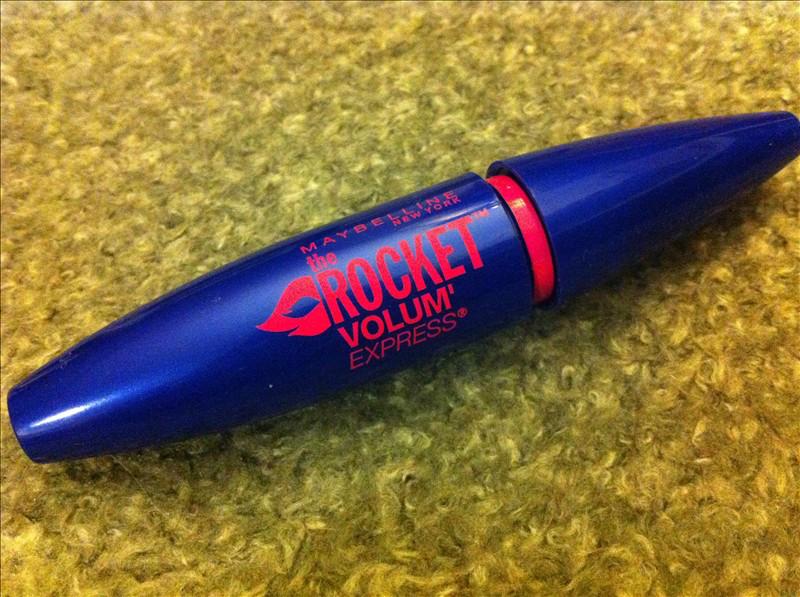 MAYBELLINE
NEW YORK
the
ROCKET™
VOLUM'
EXPRESS®